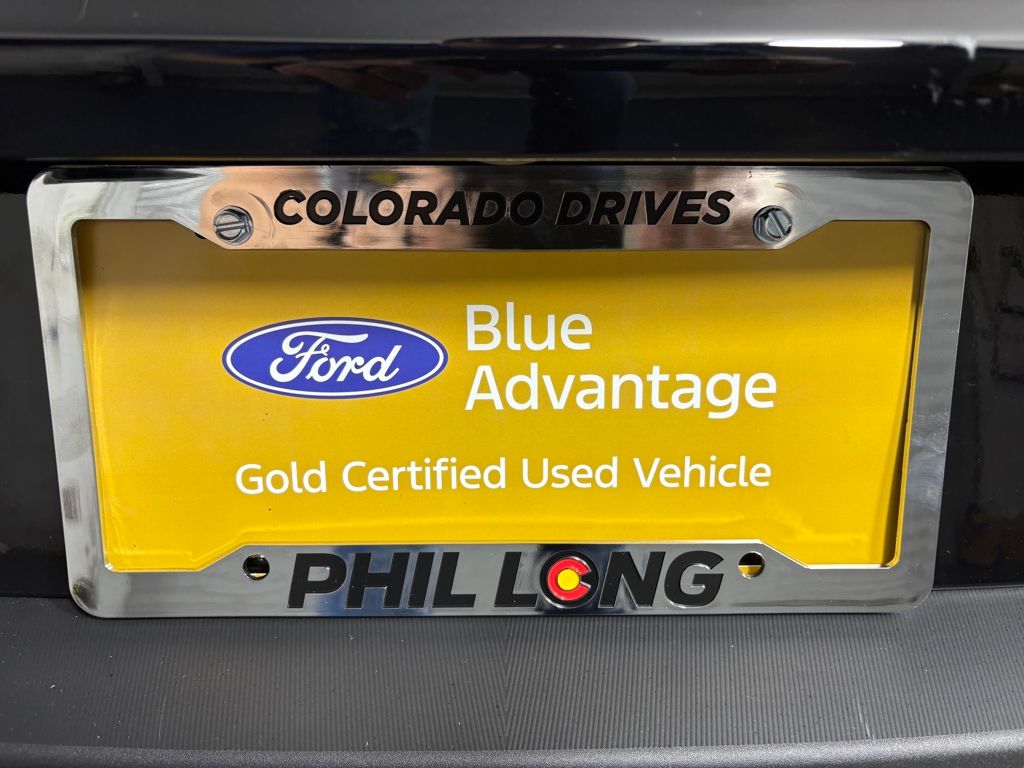 COLORADO DRIVES
Ford
Blue
Advantage
Gold Certified Used Vehicle
PHIL LONG